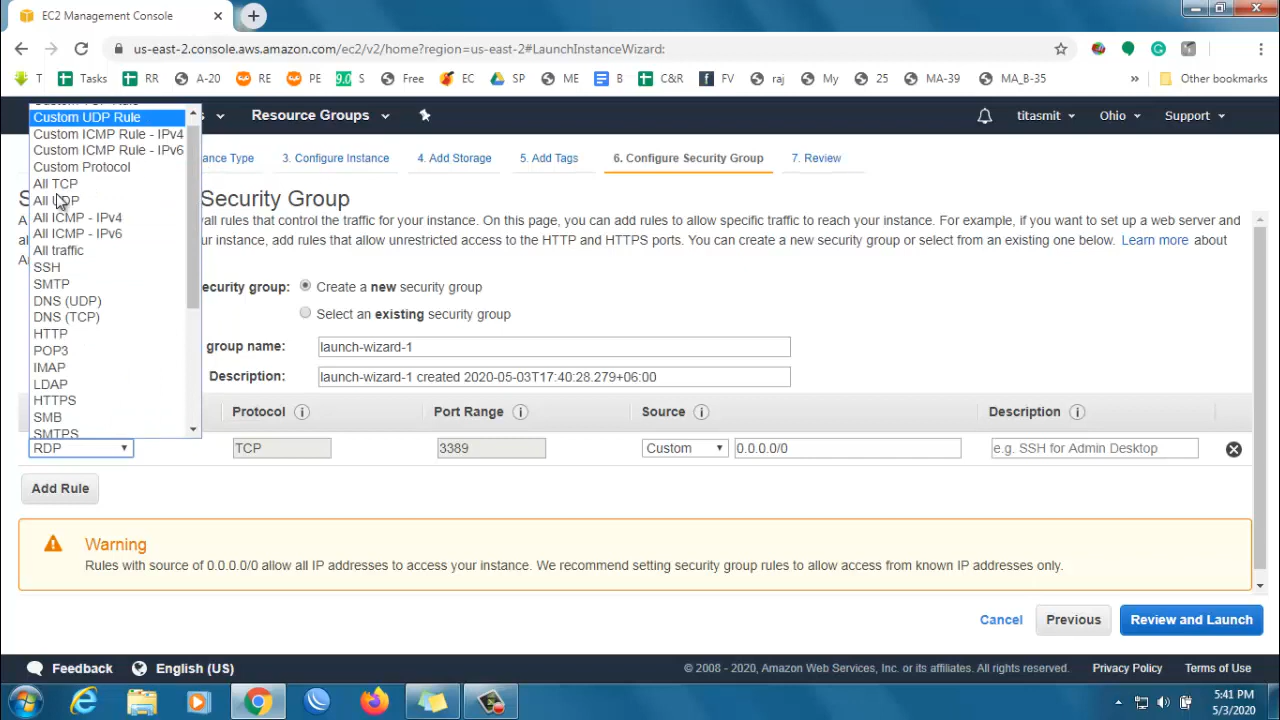 EC2 Management Console
us-east-2.console.aws.amazon.com/ec2/v2/home?region=us-east-2#LaunchInstanceWizard:
T Tasks RR A-20 RE PE 9.0 S Free EC SP ME B C&R FV raj My 25 MA-39 MA_B-35 » Other bookmarks
Resource Groups titasmit Ohio Support
Custom UDP Rule
Custom ICMP Rule - IPv4
Custom ICMP Rule - IPv6
Custom Protocol
All TCP
All UDP
All ICMP - IPv4
All ICMP - IPv6
All traffic
SSH
SMTP
DNS (UDP)
DNS (TCP)
HTTP
POP3
IMAP
LDAP
HTTPS
SMB
SMTPS
ance Type 3. Configure Instance 4. Add Storage 5. Add Tags 6. Configure Security Group 7. Review
S Security Group
A all rules that control the traffic for your instance. On this page, you can add rules to allow specific traffic to reach your instance. For example, if you want to set up a web server and
al ur instance, add rules that allow unrestricted access to the HTTP and HTTPS ports. You can create a new security group or select from an existing one below. Learn more about
A
ecurity group: Create a new security group
Select an existing security group
group name: launch-wizard-1
Description: launch-wizard-1 created 2020-05-03T17:40:28.279+06:00
Protocol i Port Range i Source i Description i
RDP TCP 3389 Custom 0.0.0.0/0 e.g. SSH for Admin Desktop
Add Rule
Warning
Rules with source of 0.0.0.0/0 allow all IP addresses to access your instance. We recommend setting security group rules to allow access from known IP addresses only.
Cancel Previous Review and Launch
Feedback English (US) © 2008 - 2020, Amazon Web Services, Inc. or its affiliates. All rights reserved. Privacy Policy Terms of Use
5:41 PM
5/3/2020